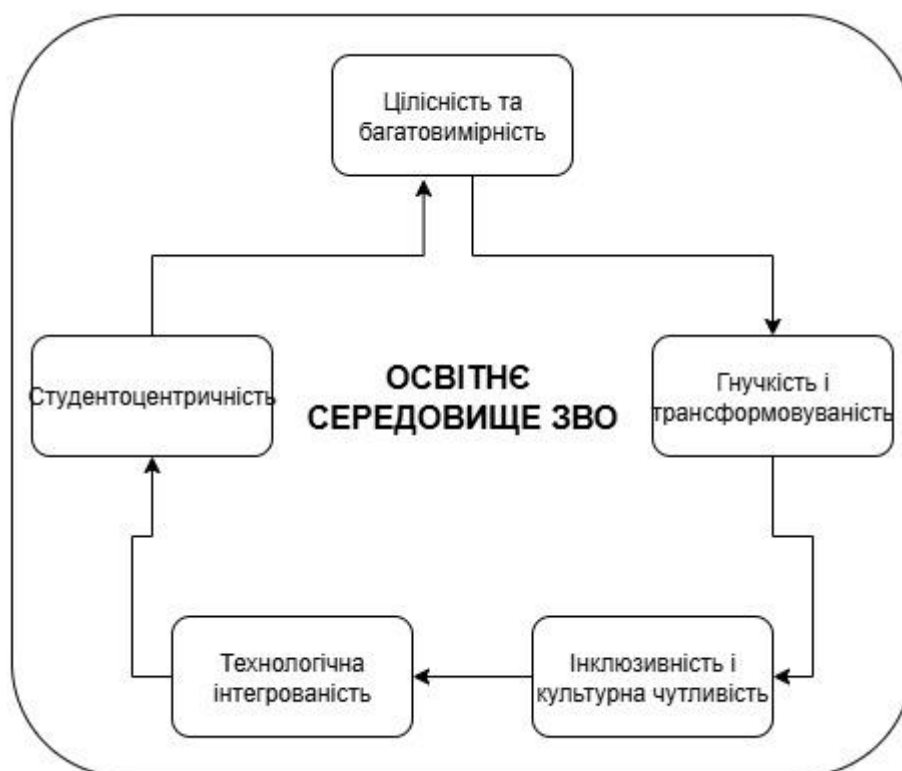 Цілісність та
багатовимірність
Студентоцентричність
ОСВІТНЄ
СЕРЕДОВИЩЕ ЗВО
Гнучкість і
трансформовуваність
Технологічна
інтегрованість
Інклюзивність і
культурна чутливість